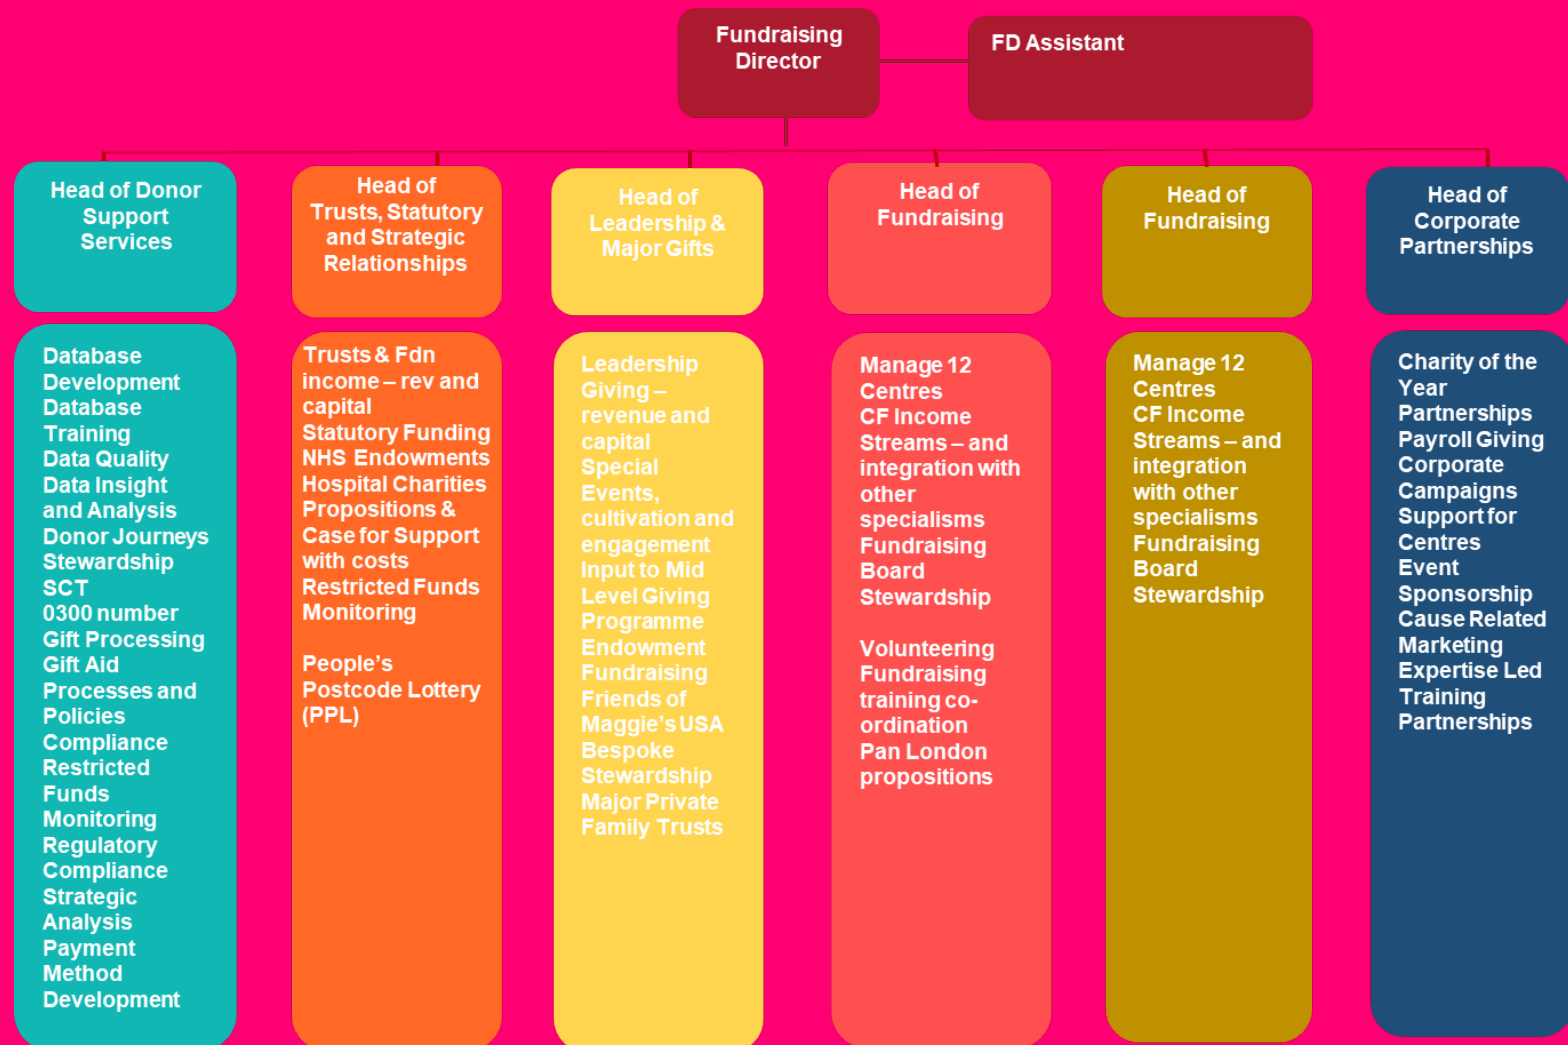 Fundraising
Director
FD Assistant
Head of Donor
Support
Services
Head of
Trusts, Statutory
and Strategic
Relationships
Head of
Leadership &
Major Gifts
Head of
Fundraising
Head of
Fundraising
Head of
Corporate
Partnerships
Database
Development
Database
Training
Data Quality
Data Insight
and Analysis
Donor Journeys
Stewardship
SCT
0300 number
Gift Processing
Gift Aid
Processes and
Policies
Compliance
Restricted
Funds
Monitoring
Regulatory
Compliance
Strategic
Analysis
Payment
Method
Development
Trusts & Fdn
income – rev and
capital
Statutory Funding
NHS Endowments
Hospital Charities
Propositions &
Case for Support
with costs
Restricted Funds
Monitoring
People’s
Postcode Lottery
(PPL)
Leadership
Giving –
revenue and
capital
Special
Events,
cultivation and
engagement
Input to Mid
Level Giving
Programme
Endowment
Fundraising
Friends of
Maggie’s USA
Bespoke
Stewardship
Major Private
Family Trusts
Manage 12
Centres
CF Income
Streams – and
integration with
other
specialisms
Fundraising
Board
Stewardship
Volunteering
Fundraising
training co-
ordination
Pan London
propositions
Manage 12
Centres
CF Income
Streams – and
integration
with other
specialisms
Fundraising
Board
Stewardship
Charity of the
Year
Partnerships
Payroll Giving
Corporate
Campaigns
Support for
Centres
Event
Sponsorship
Cause Related
Marketing
Expertise Led
Training
Partnerships